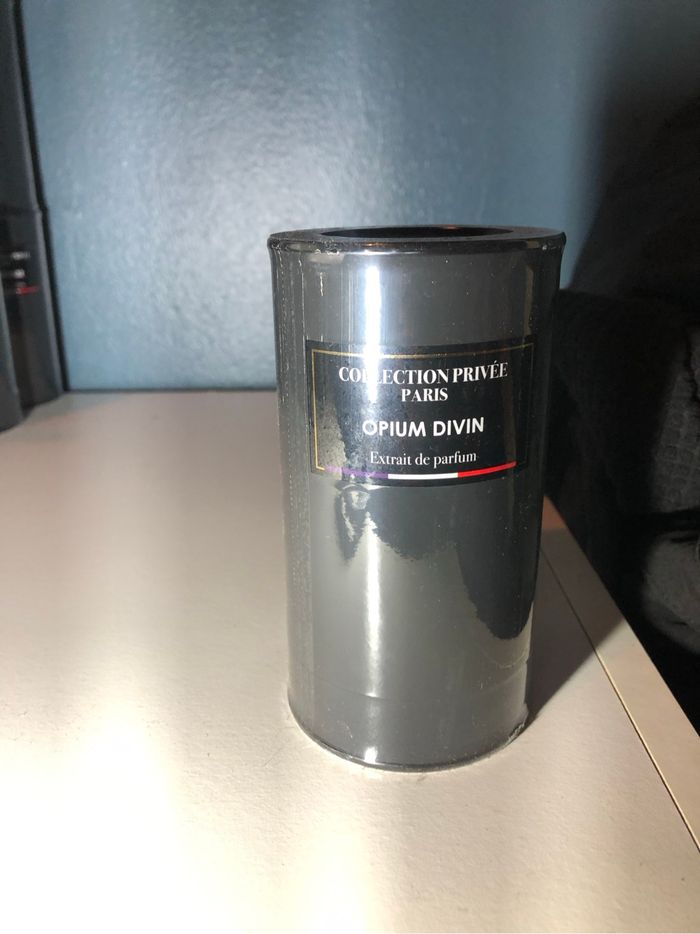 COLLECTION PRIVÉE
PARIS
OPIUM DIVIN
Extrait de parfum